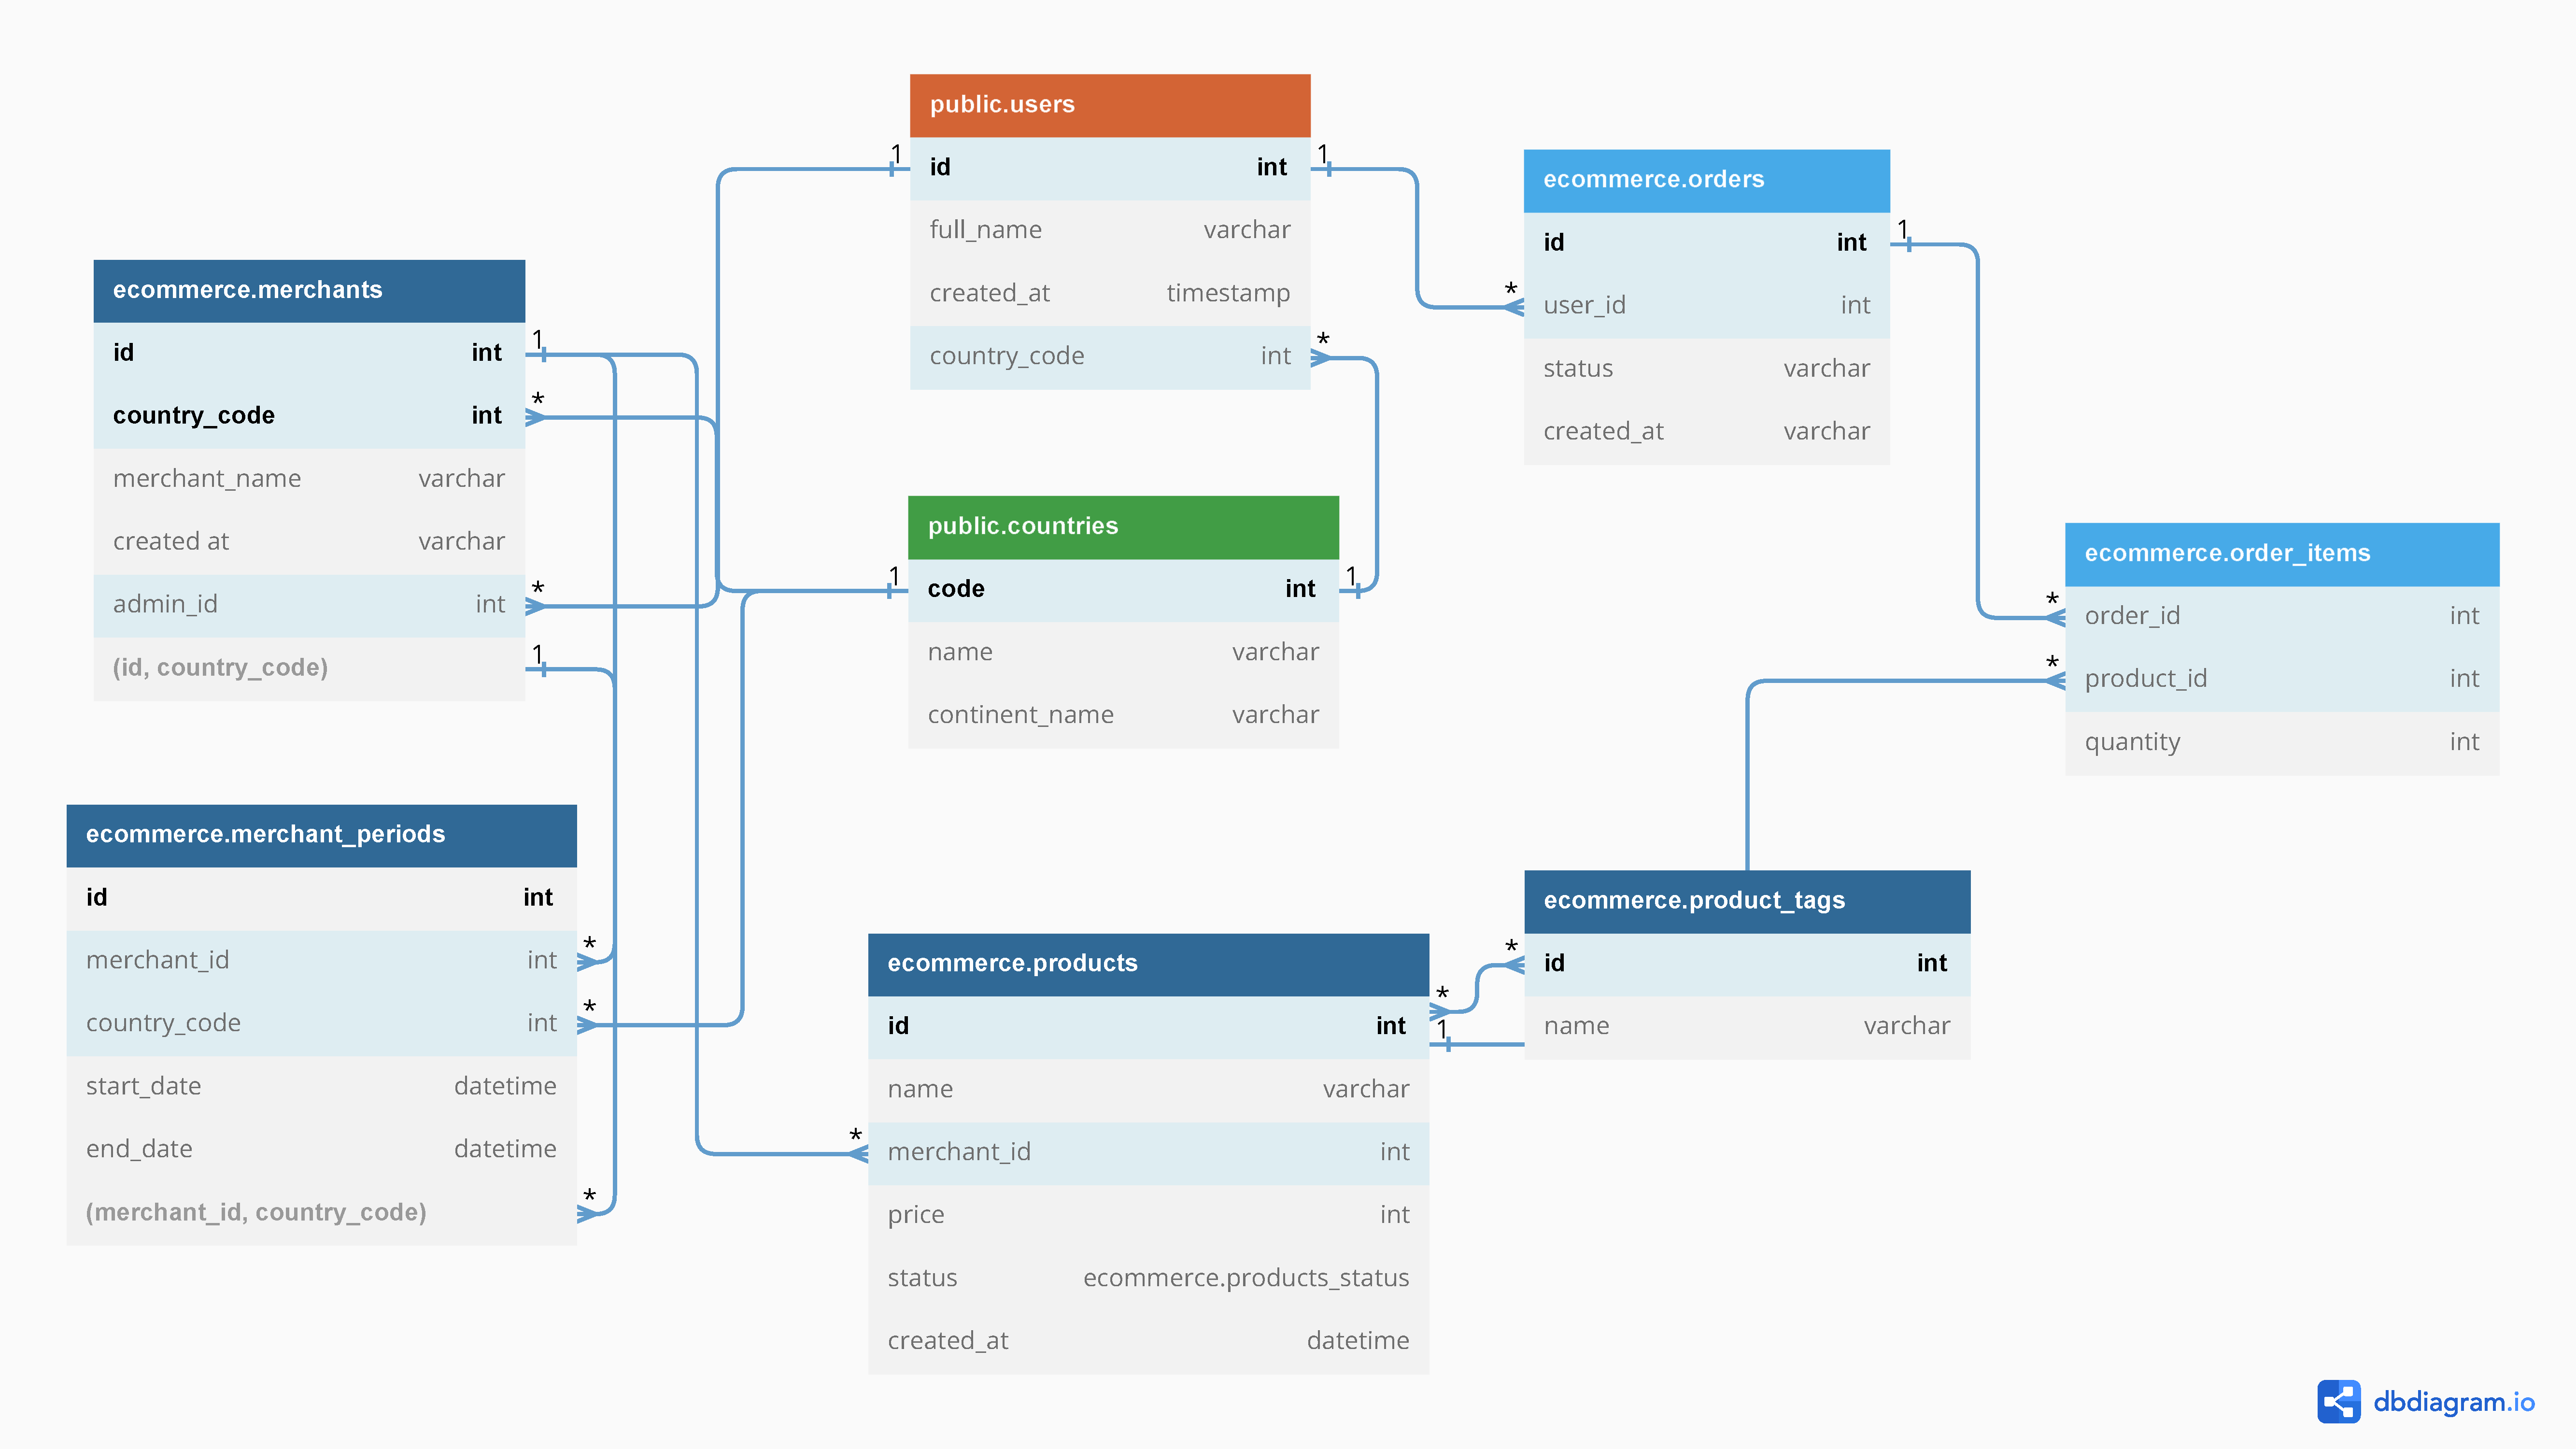 public.users
1 id int 1
full_name varchar
created_at timestamp
country_code int *
ecommerce.orders
id int 1
* user_id int
status varchar
created_at varchar
ecommerce.merchants
id int 1
country_code int *
merchant_name varchar
created at varchar
admin_id int *
(id, country_code) 1
public.countries
1 code int 1
name varchar
continent_name varchar
ecommerce.order_items
* order_id int
* product_id int
quantity int
ecommerce.merchant_periods
id int
merchant_id int *
country_code int *
start_date datetime
end_date datetime
(merchant_id, country_code) *
ecommerce.products
id int * 1
name varchar
* merchant_id int
price int
status ecommerce.products_status
created_at datetime
ecommerce.product_tags
* id int
name varchar
dbdiagram.io